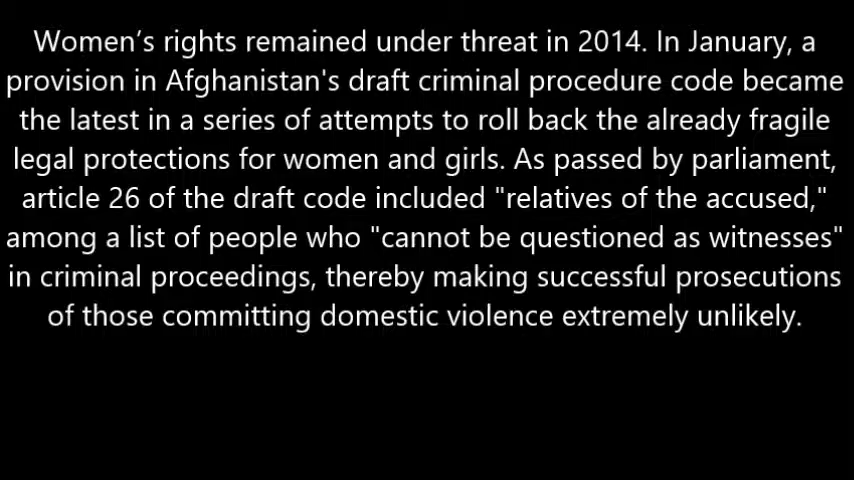 Women’s rights remained under threat in 2014. In January, a
provision in Afghanistan's draft criminal procedure code became
the latest in a series of attempts to roll back the already fragile
legal protections for women and girls. As passed by parliament,
article 26 of the draft code included "relatives of the accused,"
among a list of people who "cannot be questioned as witnesses"
in criminal proceedings, thereby making successful prosecutions
of those committing domestic violence extremely unlikely.